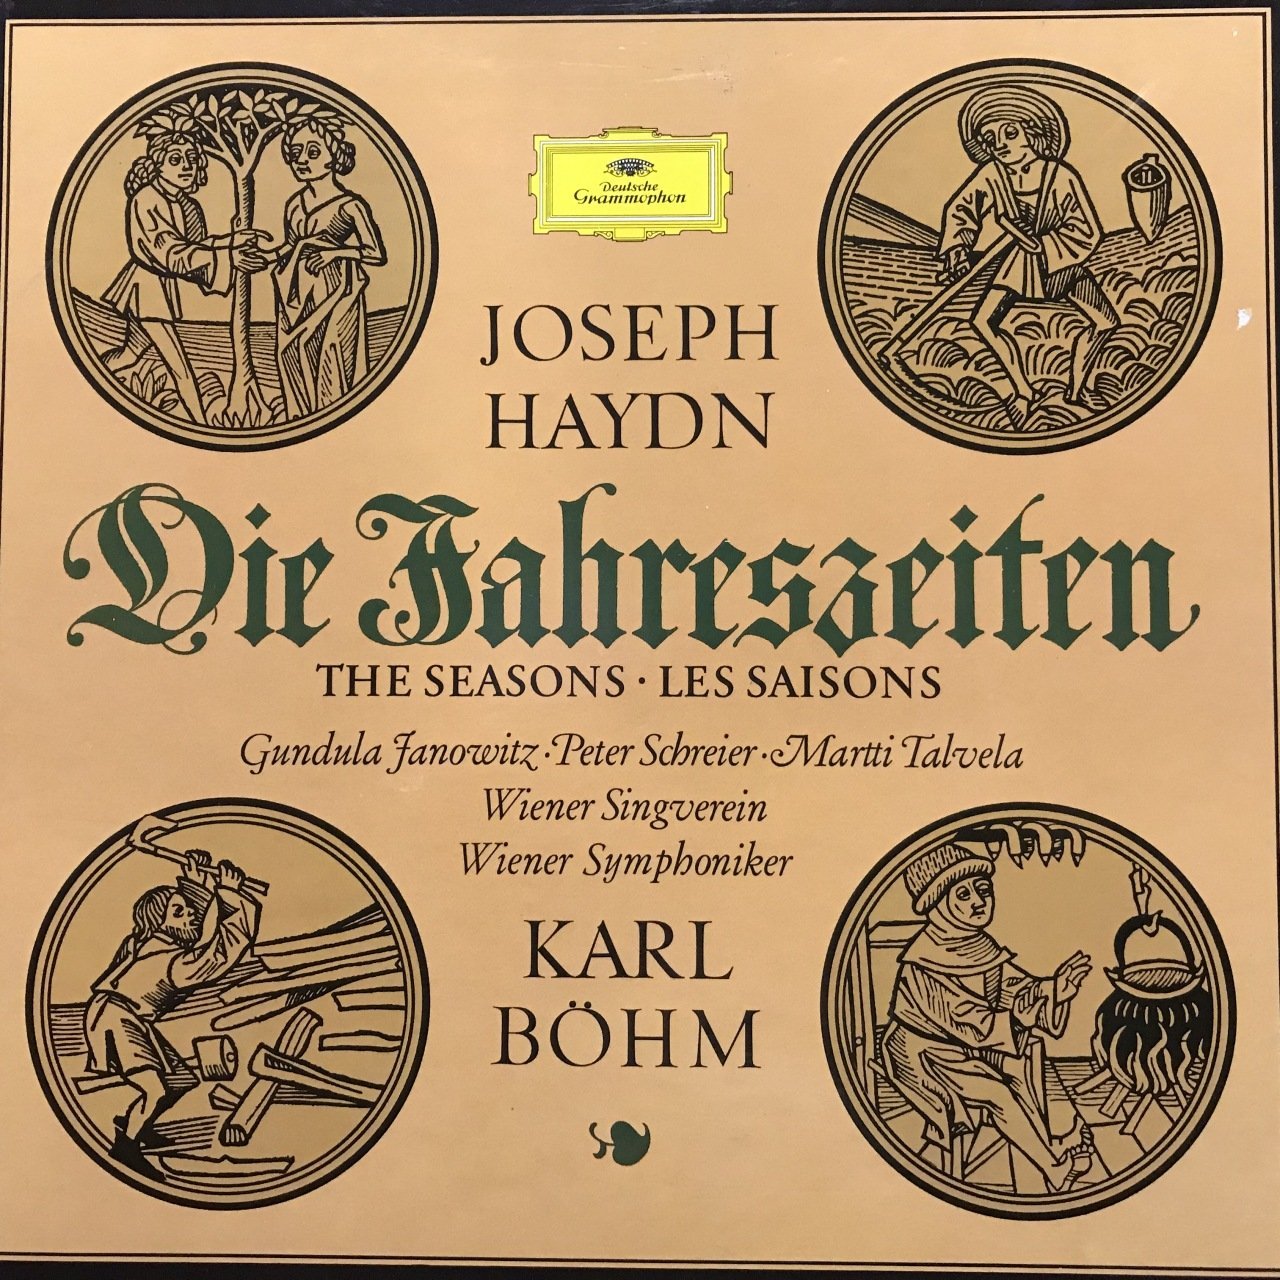 Deutsche
Grammophon
JOSEPH
HAYDN
Die Jahreszeiten
THE SEASONS · LES SAISONS
Gundula Janowitz · Peter Schreier · Martti Talvela
Wiener Singverein
Wiener Symphoniker
KARL
BÖHM